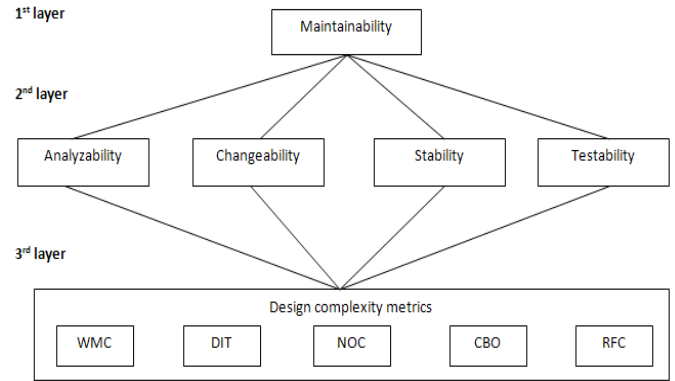 1st layer
Maintainability
2nd layer
Analyzability Changeability Stability Testability
3rd layer
Design complexity metrics
WMC DIT NOC CBO RFC